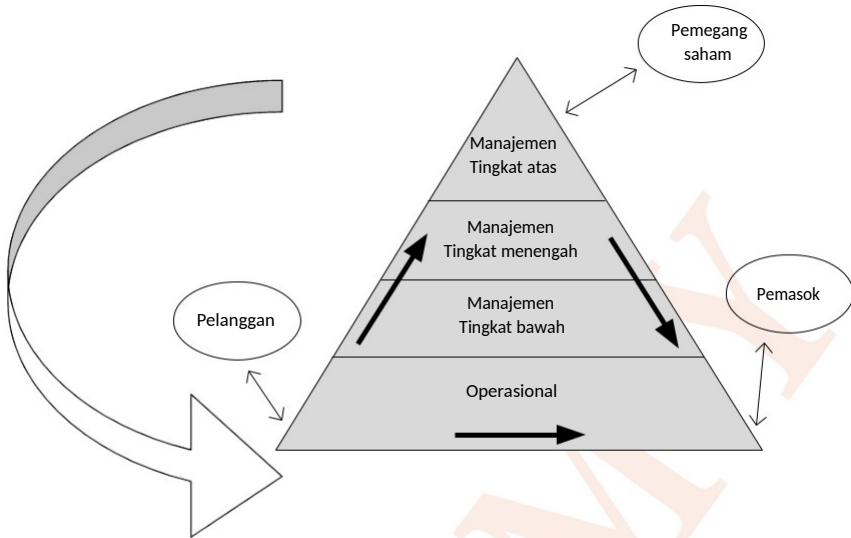 Pemegang
saham
Manajemen
Tingkat atas
Manajemen
Tingkat menengah
Pelanggan
Pemasok
Manajemen
Tingkat bawah
Operasional